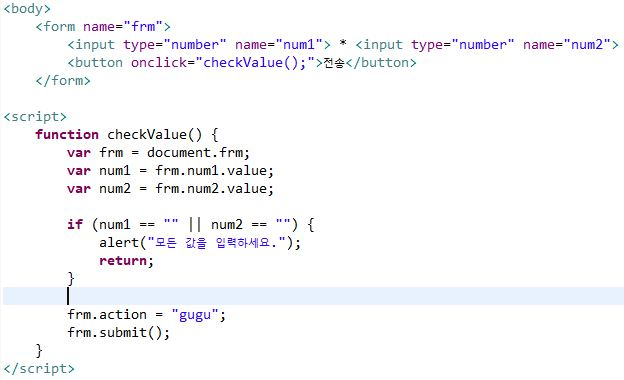 <body>
    <form name="frm">
        <input type="number" name="num1"> * <input type="number" name="num2">
        <button onclick="checkValue();">전송</button>
    </form>

<script>
    function checkValue() {
        var frm = document.frm;
        var num1 = frm.num1.value;
        var num2 = frm.num2.value;

        if (num1 == "" || num2 == "") {
            alert("모든 값을 입력하세요.");
            return;
        }

        frm.action = "gugu";
        frm.submit();
    }
</script>